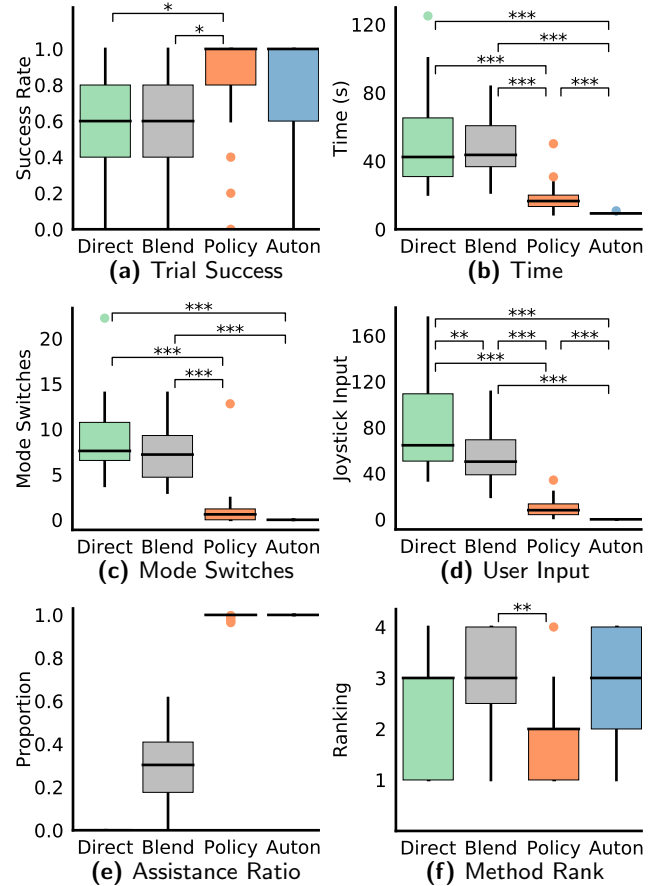 *
*
Success Rate
1.0
0.8
0.6
0.4
0.2
0.0
Direct Blend Policy Auton
(a) Trial Success
***
***
***
*** ***
Time (s)
120
80
40
0
Direct Blend Policy Auton
(b) Time
***
***
***
***
Mode Switches
20
15
10
5
0
Direct Blend Policy Auton
(c) Mode Switches
***
** *** ***
***
***
Joystick Input
160
120
80
40
0
Direct Blend Policy Auton
(d) User Input
Proportion
1.0
0.8
0.6
0.4
0.2
0.0
Direct Blend Policy Auton
(e) Assistance Ratio
**
Ranking
4
3
2
1
Direct Blend Policy Auton
(f) Method Rank